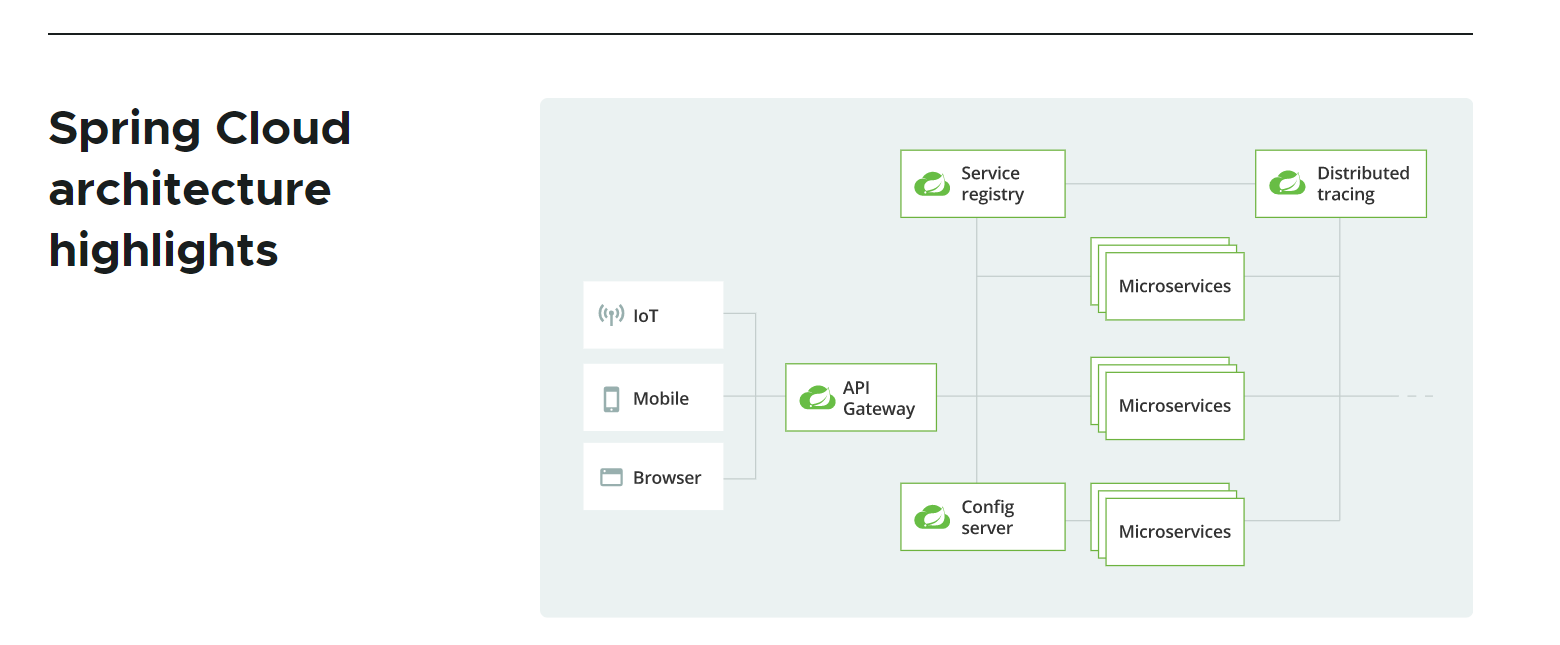 Spring Cloud
architecture
highlights
Service
registry
Distributed
tracing
Microservices
IoT
Mobile
API
Gateway
Microservices
Browser
Config
server
Microservices